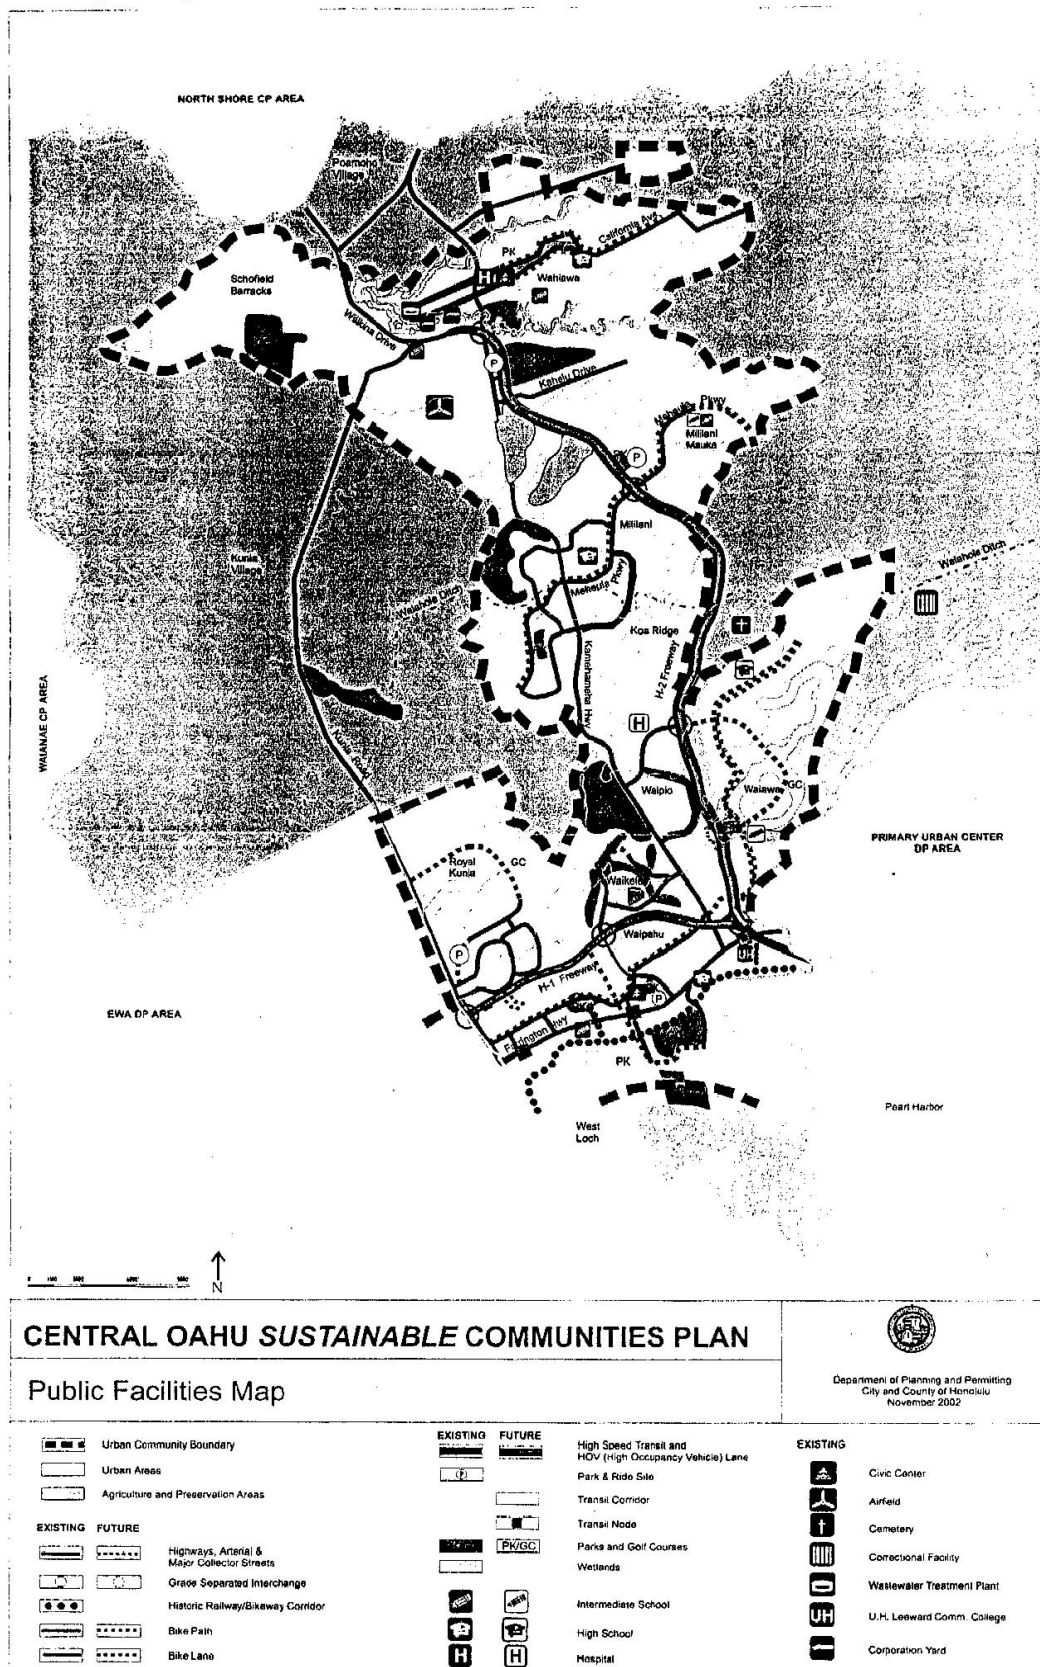 NORTH SHORE CP AREA
Poamoho
Village
PK
California Ave
Schofield
Barracks
H
Wahiawa
Wilikina Drive
P
Kahelu Drive
Meheula Pkwy
Mililani
Mauka
P
Mililani
Kunia
Village
Waiahole Ditch
Meheula Pkwy
Waiahole Ditch
Koa Ridge
Kamehameha Hwy
H-2 Freeway
H
WAIANAE CP AREA
Kunia Road
Waipio
Waiawa
GC
PRIMARY URBAN CENTER
DP AREA
Royal
Kunia
GC
Waikele
P
Waipahu
UH
H-1 Freeway
P
EWA DP AREA
Farrington Hwy
PK
Pearl Harbor
West
Loch
N
CENTRAL OAHU SUSTAINABLE COMMUNITIES PLAN
Public Facilities Map
Department of Planning and Permitting
City and County of Honolulu
November 2002
Urban Community Boundary
Urban Areas
Agriculture and Preservation Areas
EXISTING FUTURE
Highways, Arterial &
Major Collector Streets
Grade Separated Interchange
Historic Railway/Bikeway Corridor
Bike Path
Bike Lane
EXISTING FUTURE
High Speed Transit and
HOV (High Occupancy Vehicle) Lane
P Park & Ride Site
Transit Corridor
Transit Node
PK/GC Parks and Golf Courses
Wetlands
Intermediate School
High School
H H Hospital
EXISTING
Civic Center
Airfield
Cemetery
Correctional Facility
Wastewater Treatment Plant
UH U.H. Leeward Comm. College
Corporation Yard